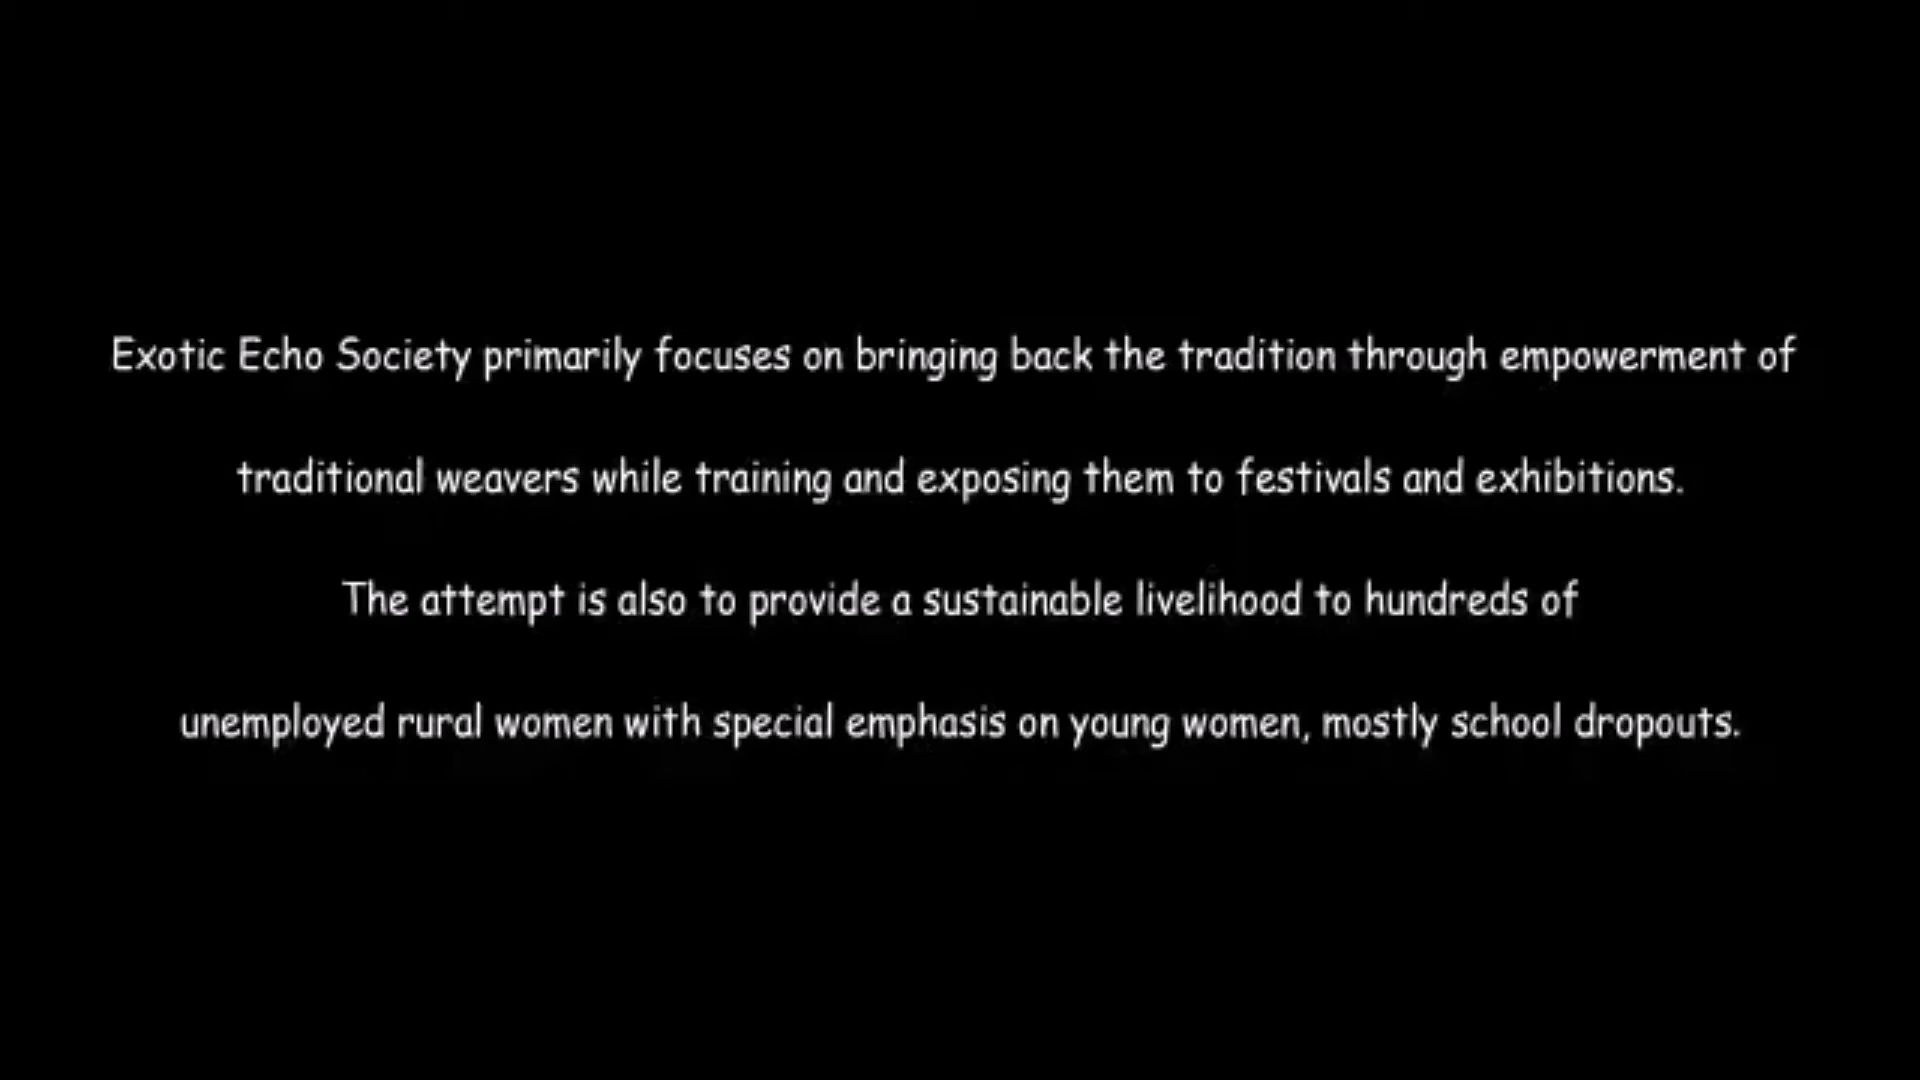 Exotic Echo Society primarily focuses on bringing back the tradition through empowerment of
traditional weavers while training and exposing them to festivals and exhibitions.
The attempt is also to provide a sustainable livelihood to hundreds of
unemployed rural women with special emphasis on young women, mostly school dropouts.